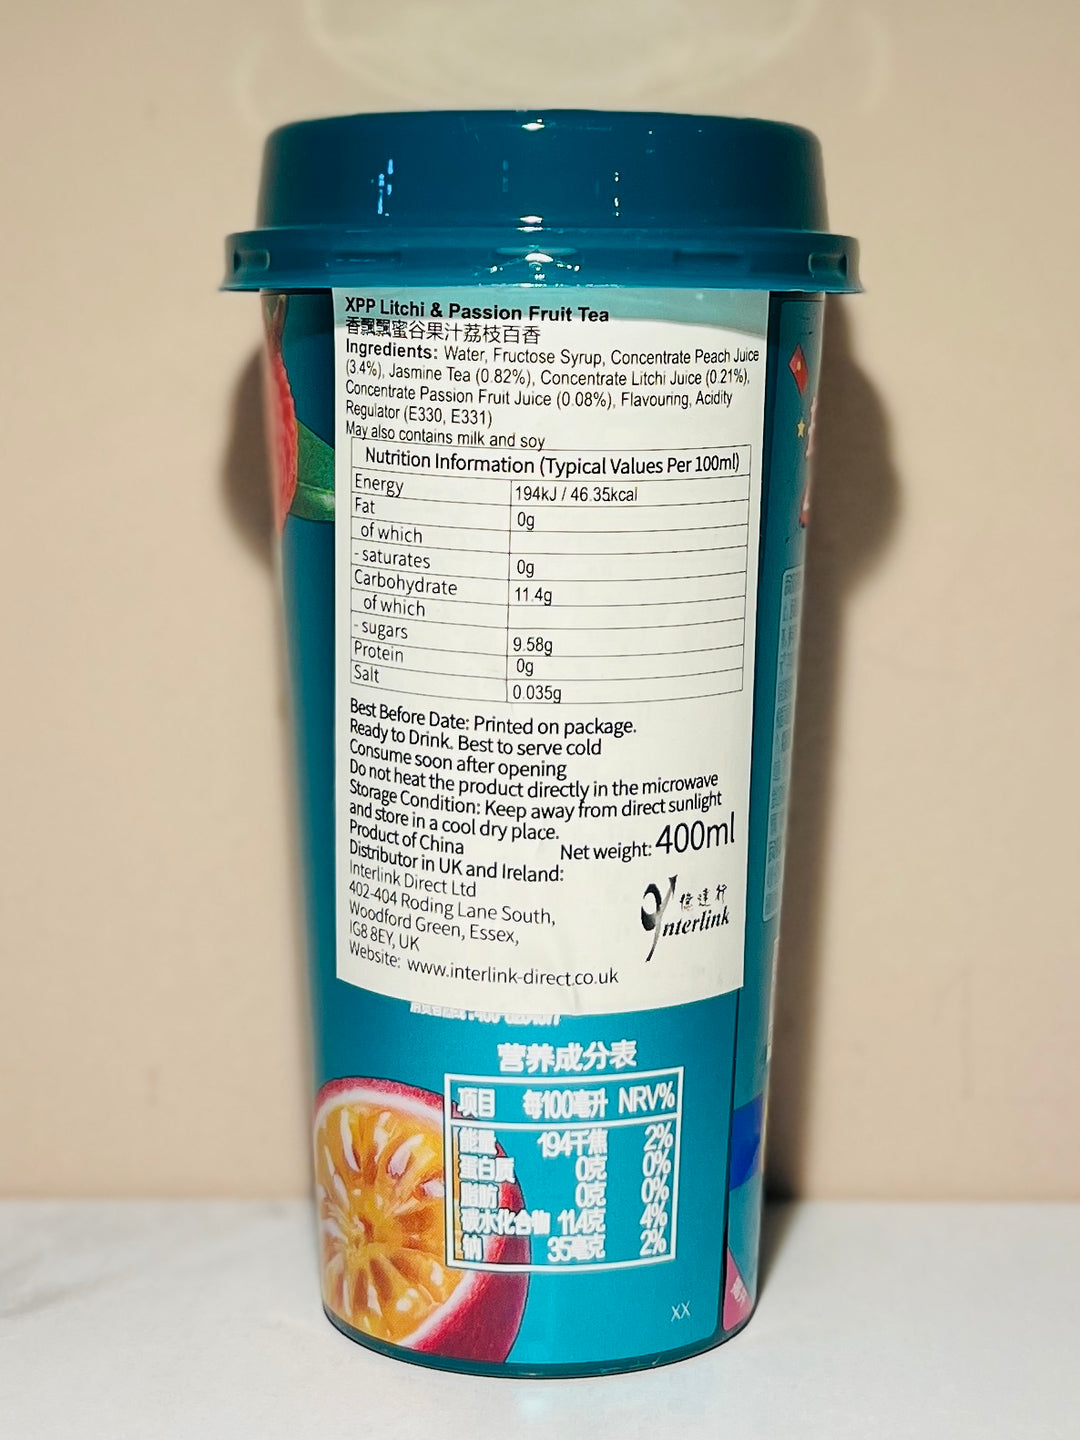 XPP Litchi & Passion Fruit Tea
香飄飄蜜谷果汁荔枝百香
Ingredients: Water, Fructose Syrup, Concentrate Peach Juice
(3.4%), Jasmine Tea (0.82%), Concentrate Litchi Juice (0.21%),
Concentrate Passion Fruit Juice (0.08%), Flavouring, Acidity
Regulator (E330, E331)
May also contains milk and soy
Nutrition Information (Typical Values Per 100ml)
Energy 194kJ / 46.35kcal
Fat 0g
of which
- saturates 0g
Carbohydrate 11.4g
of which
- sugars 9.58g
Protein 0g
Salt 0.035g
Best Before Date: Printed on package.
Ready to Drink. Best to serve cold
Consume soon after opening
Do not heat the product directly in the microwave
Storage Condition: Keep away from direct sunlight
and store in a cool dry place.
Product of China
Net weight: 400ml
Distributor in UK and Ireland:
Interlink Direct Ltd
402-404 Roding Lane South,
Woodford Green, Essex,
IG8 8EY, UK
Website: www.interlink-direct.co.uk
億達行
Interlink
营养成分表
项目 每100毫升 NRV%
能量 194千焦 2%
蛋白质 0克 0%
脂肪 0克 0%
碳水化合物 11.4克 4%
钠 35毫克 2%
XX